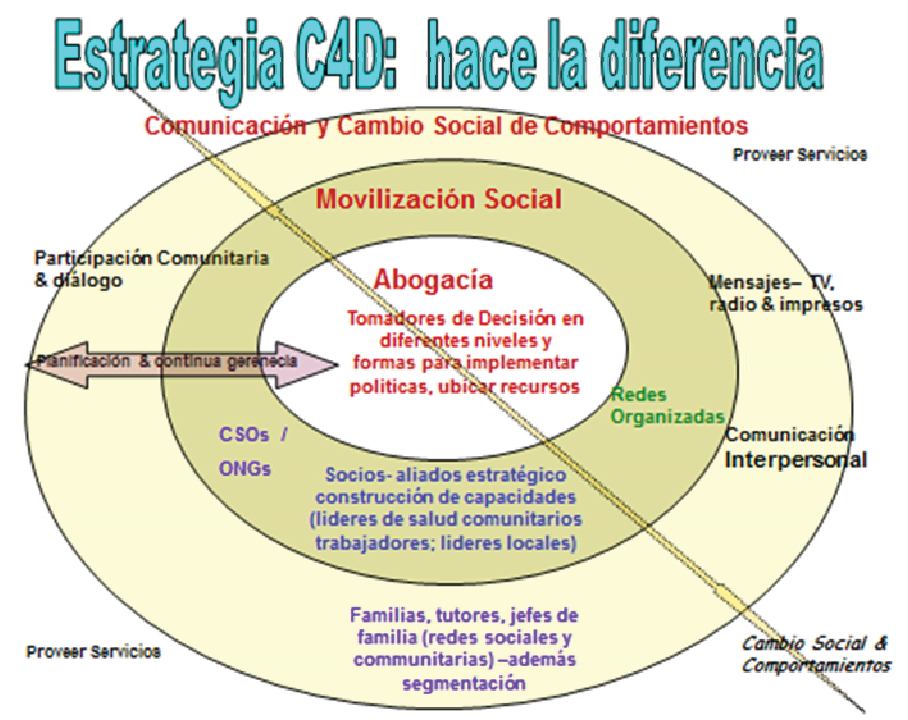 Estrategia C4D: hace la diferencia
Comunicación y Cambio Social de Comportamientos
Proveer Servicios
Movilización Social
Participación Comunitaria
& diálogo
Abogacía
Mensajes– TV,
radio & impresos
Tomadores de Decisión en
diferentes niveles y
formas para implementar
politicas, ubicar recursos
Planificación & continua gerenecia
Redes
Organizadas
CSOs /
ONGs
Comunicación
Interpersonal
Socios- aliados estratégico
construcción de capacidades
(lideres de salud comunitarios
trabajadores; lideres locales)
Familias, tutores, jefes de
familia (redes sociales y
communitarias) –además
segmentación
Proveer Servicios
Cambio Social &
Comportamientos